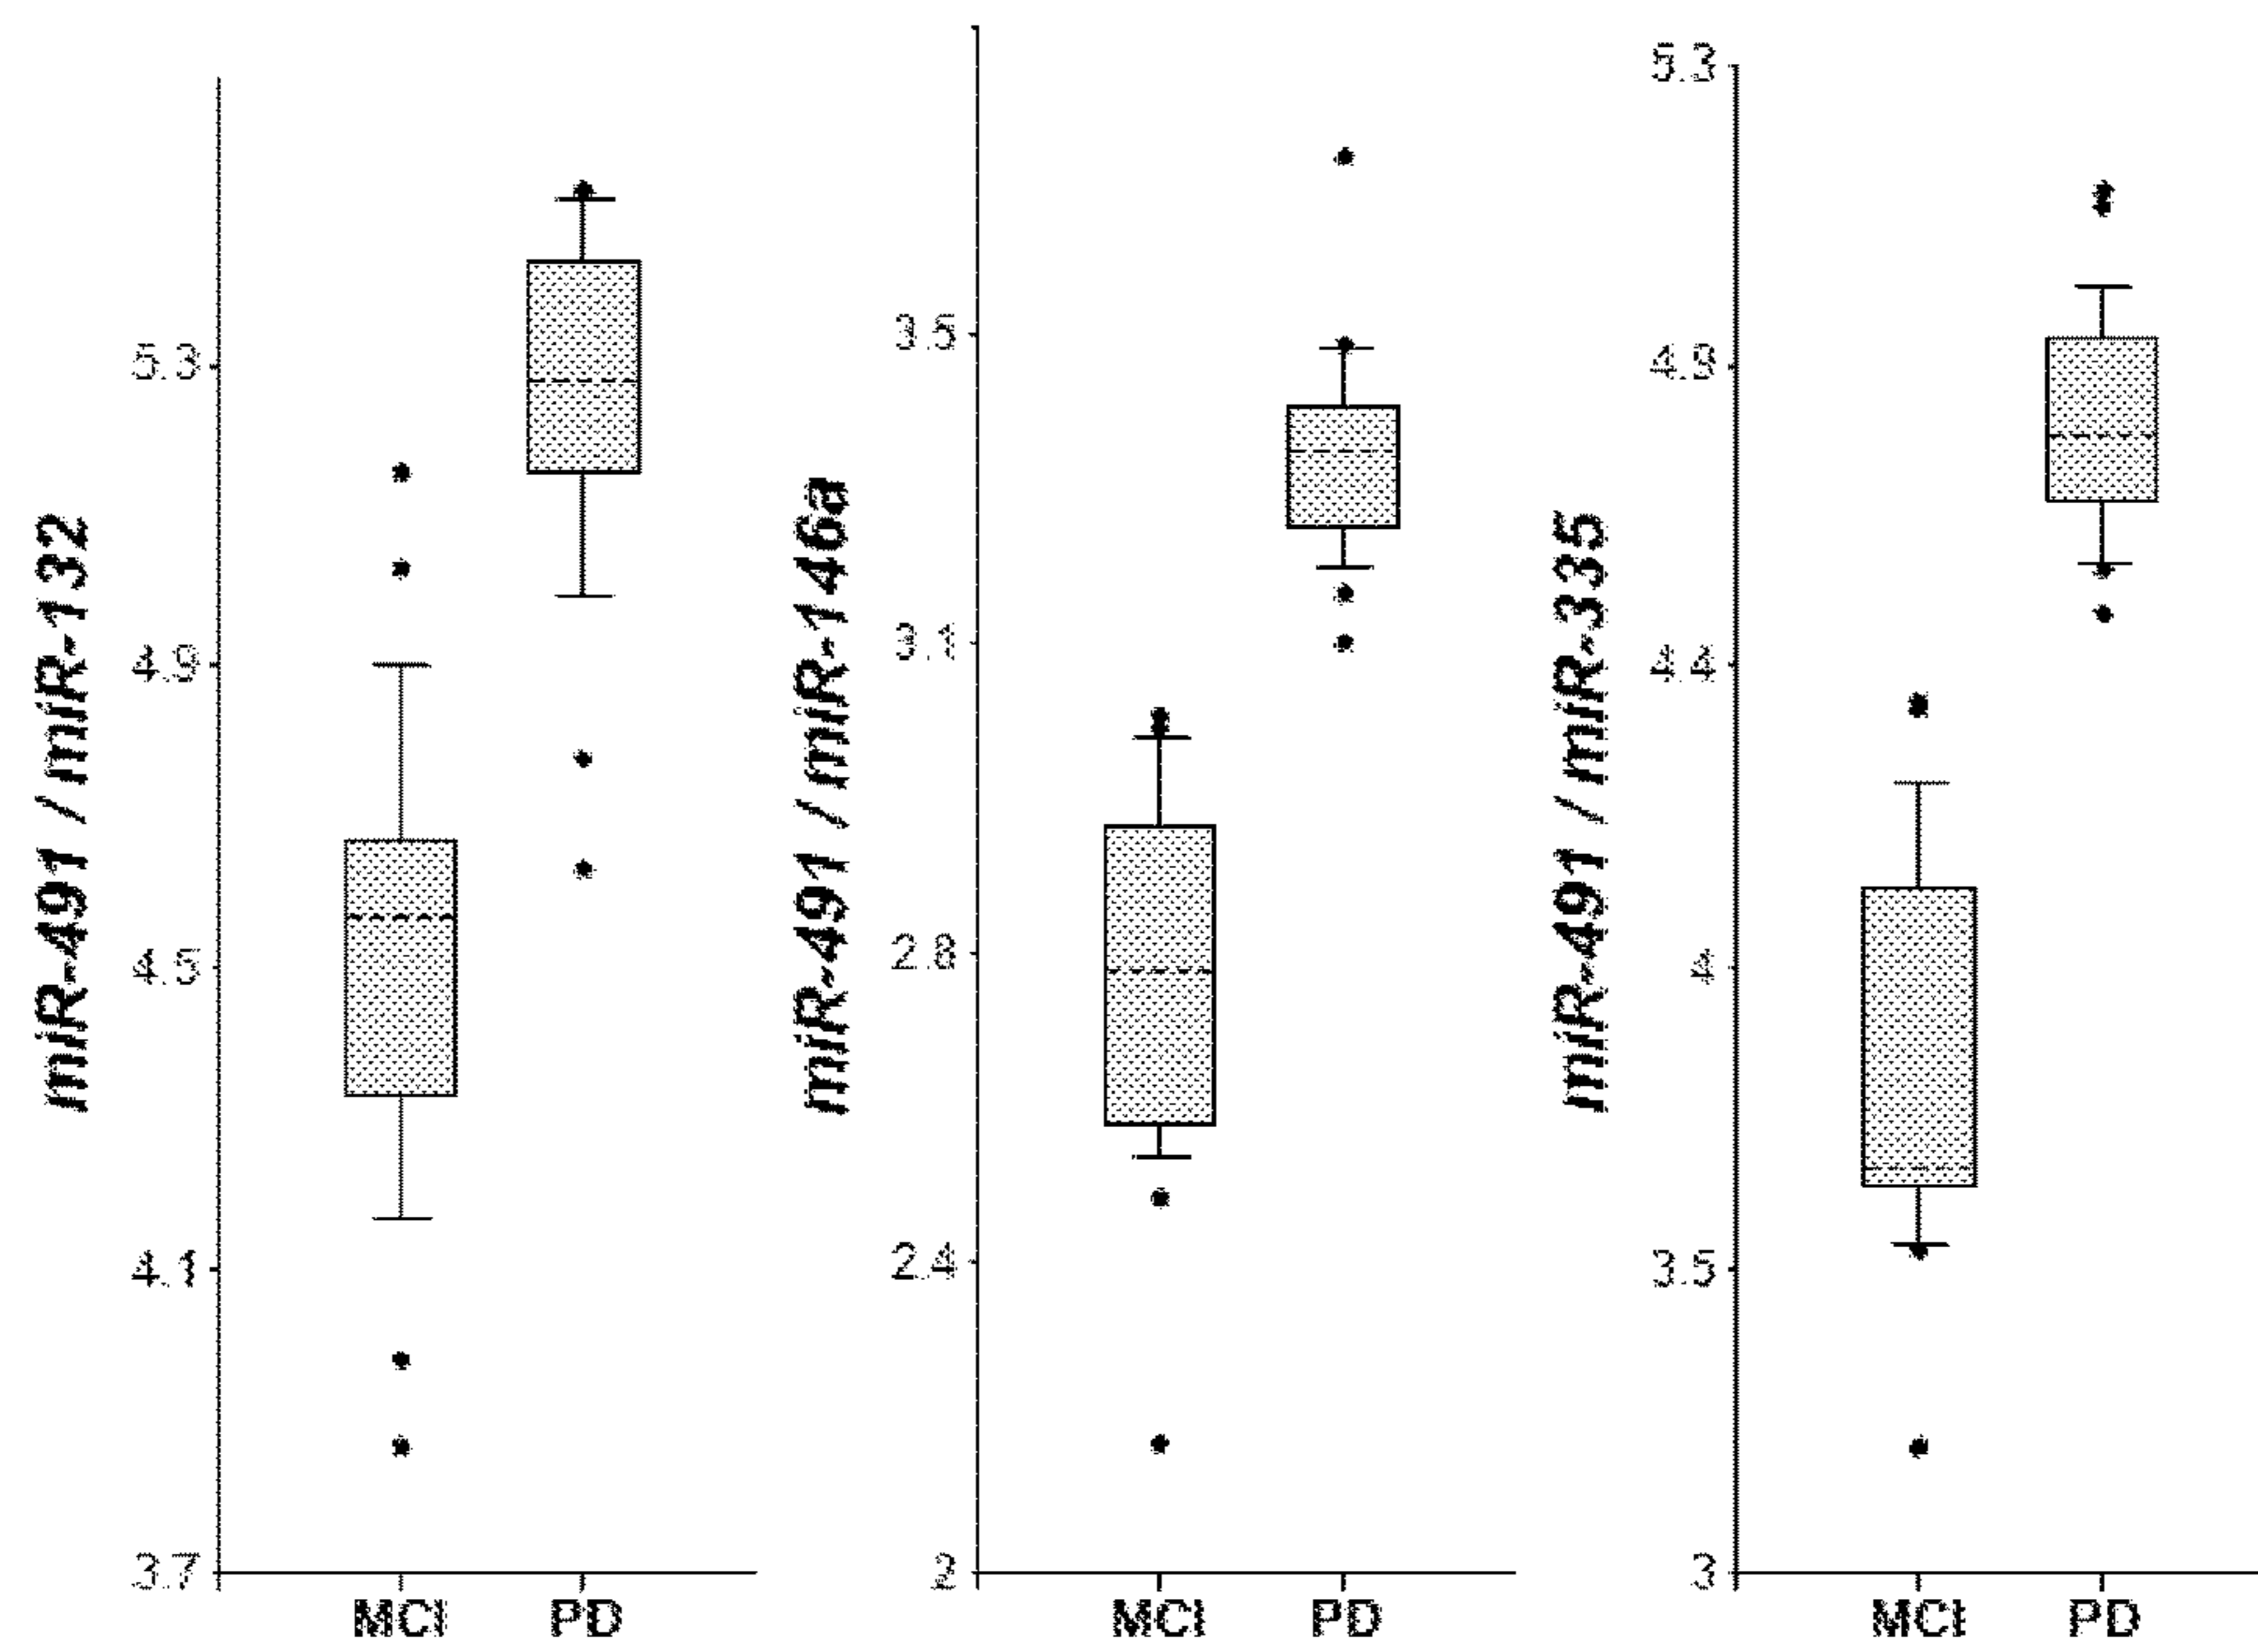 miR-491 / miR-132
5.3
4.9
4.5
4.1
3.7
MCI PD
miR-491 / miR-146a
3.5
3.1
2.8
2.4
2
MCI PD
miR-491 / miR-335
5.3
4.9
4.4
4
3.5
3
MCI PD